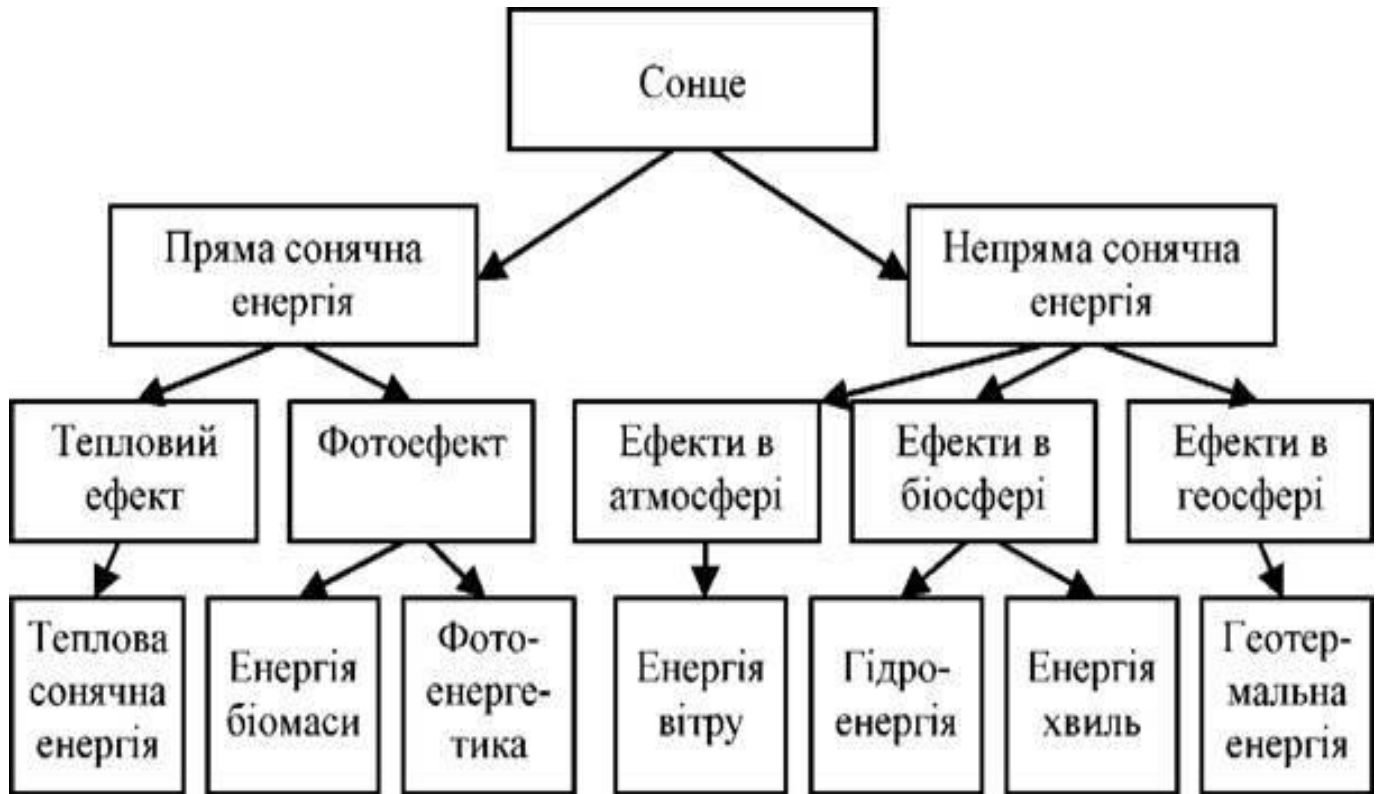 Сонце
Пряма сонячна
енергія
Непряма сонячна
енергія
Тепловий
ефект
Фотоефект
Ефекти в
атмосфері
Ефекти в
біосфері
Ефекти в
геосфері
Теплова
сонячна
енергія
Енергія
біомаси
Фото-
енерге-
тика
Енергія
вітру
Гідро-
енергія
Енергія
хвиль
Геотер-
мальна
енергія